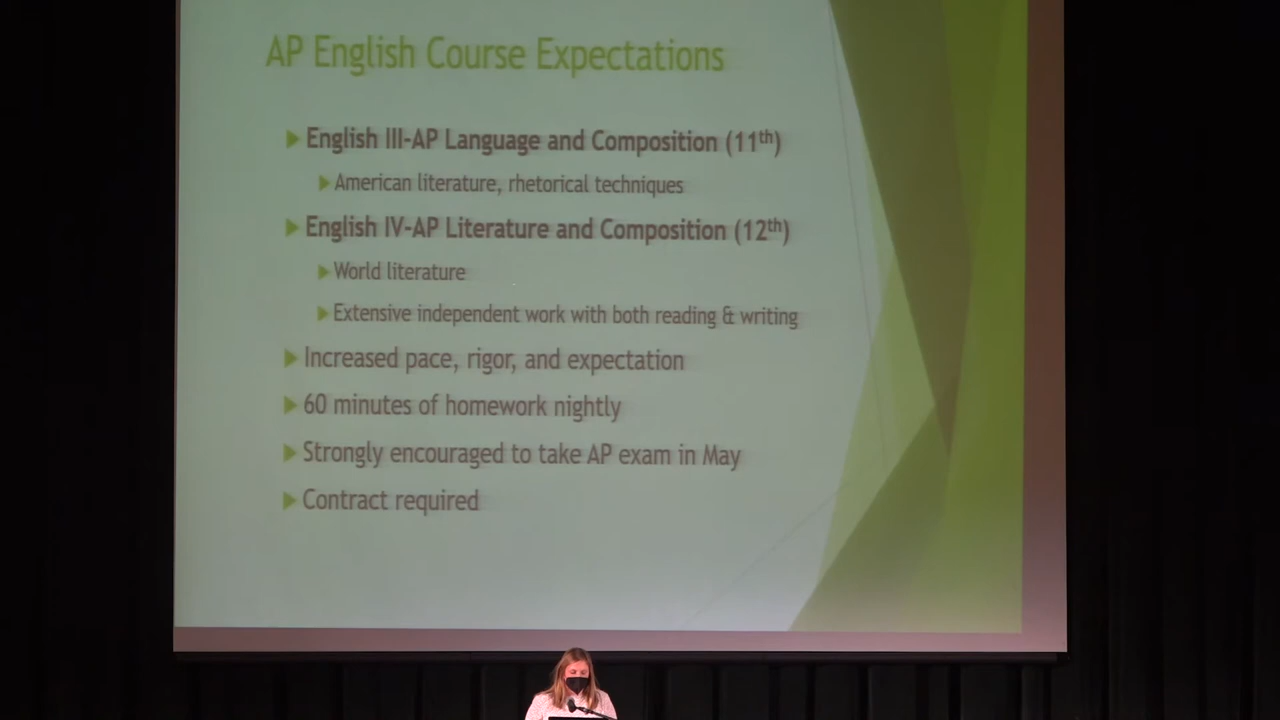 AP English Course Expectations
English III-AP Language and Composition (11th)
American literature, rhetorical techniques
English IV-AP Literature and Composition (12th)
World literature
Extensive independent work with both reading & writing
Increased pace, rigor, and expectation
60 minutes of homework nightly
Strongly encouraged to take AP exam in May
Contract required